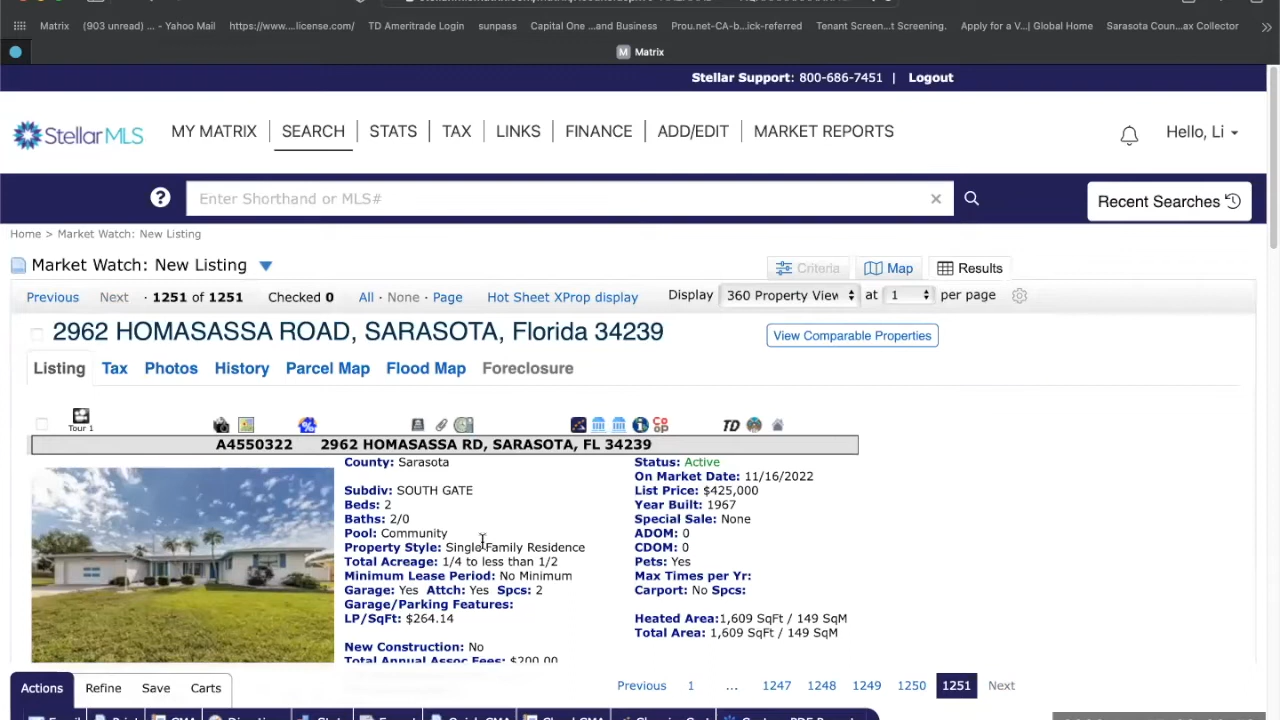 Matrix (903 unread) ... - Yahoo Mail https://www....license.com/ TD Ameritrade Login sunpass Capital One ...and Business Prou.net-CA-b...ick-referred Tenant Screen...t Screening. Apply for a V...| Global Home Sarasota Coun...ax Collector
M Matrix
Stellar Support: 800-686-7451 | Logout
StellarMLS MY MATRIX SEARCH STATS TAX LINKS FINANCE ADD/EDIT MARKET REPORTS Hello, Li
? Enter Shorthand or MLS# Recent Searches
Home > Market Watch: New Listing
Market Watch: New Listing Criteria Map Results
Previous Next · 1251 of 1251 Checked 0 All · None · Page Hot Sheet XProp display Display 360 Property View at 1 per page
2962 HOMASASSA ROAD, SARASOTA, Florida 34239 View Comparable Properties
Listing Tax Photos History Parcel Map Flood Map Foreclosure
Tour 1 TD
A4550322 2962 HOMASASSA RD, SARASOTA, FL 34239
County: Sarasota Status: Active
On Market Date: 11/16/2022
Subdiv: SOUTH GATE List Price: $425,000
Beds: 2 Year Built: 1967
Baths: 2/0 Special Sale: None
Pool: Community ADOM: 0
Property Style: Single Family Residence CDOM: 0
Total Acreage: 1/4 to less than 1/2 Pets: Yes
Minimum Lease Period: No Minimum Max Times per Yr:
Garage: Yes Attch: Yes Spcs: 2 Carport: No Spcs:
Garage/Parking Features:
LP/SqFt: $264.14 Heated Area:1,609 SqFt / 149 SqM
Total Area: 1,609 SqFt / 149 SqM
New Construction: No
Total Annual Assoc Fees: $200.00
Actions Refine Save Carts Previous 1 ... 1247 1248 1249 1250 1251 Next